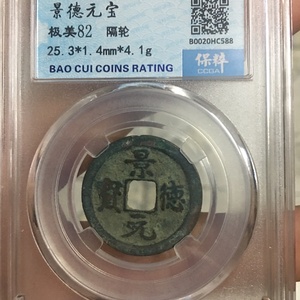 景德元宝
极美82 隔轮
25.3*1.4mm*4.1g
BAO CUI COINS RATING
B0020HC588
保粹
CCGA
景德元寶